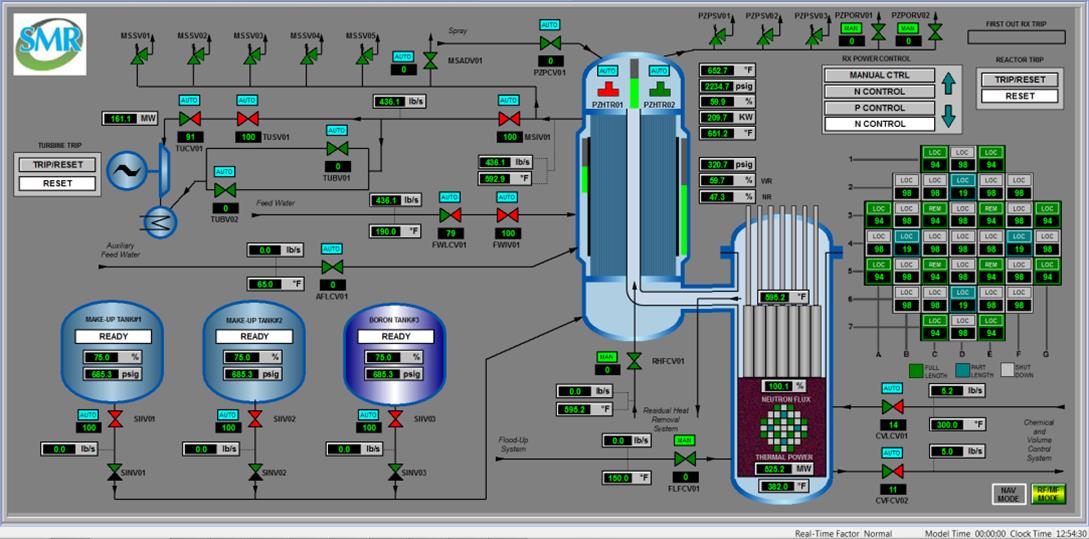 SMR
MSSV01 MSSV02 MSSV03 MSSV04 MSSV05
AUTO
0
MSADV01
Spray
AUTO
0
PZPCV01
PZPSV01 PZPSV02 PZPSV03 PZPORV01 PZPORV02
MAN
0
MAN
0
FIRST OUT RX TRIP
RX POWER CONTROL
MANUAL CTRL
N CONTROL
P CONTROL
N CONTROL
REACTOR TRIP
TRIP/RESET
RESET
AUTO
PZHTR01
AUTO
PZHTR02
652.7 °F
2234.7 psig
59.9 %
209.7 KW
651.2 °F
320.7 psig
59.7 % WR
47.3 % NR
436.1 lb/s
161.1 MW
AUTO
91
TUCV01
AUTO
100
TUSV01
AUTO
100
MSIV01
436.1 lb/s
592.9 °F
TURBINE TRIP
TRIP/RESET
RESET
AUTO
0
TUBV01
AUTO
0
TUBV02
Feed Water
436.1 lb/s
190.0 °F
AUTO
79
FWLCV01
AUTO
100
FWIV01
Auxiliary
Feed Water
0.0 lb/s
65.0 °F
AUTO
0
AFLCV01
MAKE-UP TANK#1
READY
75.0 %
685.3 psig
AUTO
100
SIIV01
0.0 lb/s
SINV01
MAKE-UP TANK#2
READY
75.0 %
685.3 psig
AUTO
100
SIIV02
0.0 lb/s
SINV02
BORON TANK#3
READY
75.0 %
685.3 psig
AUTO
100
SIIV03
0.0 lb/s
SINV03
MAN
0
RHFCV01
0.0 lb/s
595.2 °F
Residual Heat
Removal
System
Flood-Up
System
0.0 lb/s
150.0 °F
MAN
0
FLFCV01
595.2 °F
100.1 %
NEUTRON FLUX
THERMAL POWER
525.2 MW
382.0 °F
1 LOC LOC LOC
94 98 94
2 LOC LOC LOC LOC LOC
98 98 19 98 98
3 LOC LOC REM LOC REM LOC LOC
94 98 94 98 94 98 94
4 LOC LOC LOC LOC LOC LOC LOC
98 19 98 98 98 19 98
5 LOC LOC REM LOC REM LOC LOC
94 98 94 98 94 98 94
6 LOC LOC LOC LOC LOC
98 98 19 98 98
7 LOC LOC LOC
94 98 94
A B C D E F G
FULL LENGTH
PART LENGTH
SHUT DOWN
AUTO
14
CVLCV01
5.2 lb/s
300.0 °F
Chemical
and
Volume
Control
System
AUTO
11
CVFCV02
5.0 lb/s
NAV MODE
RF/MF MODE
Real-Time Factor Normal Model Time 00:00:00 Clock Time 12:54:30